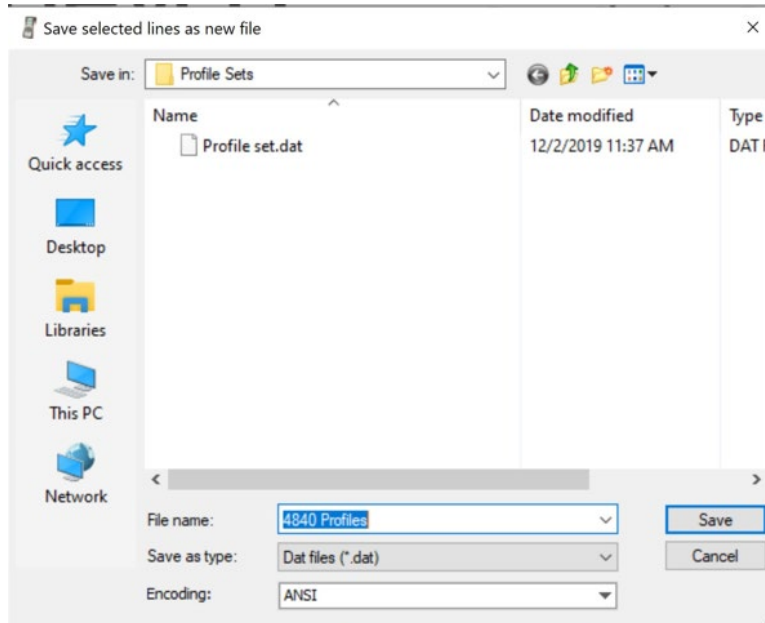 Save selected lines as new file
Save in: Profile Sets
Name Date modified Type
Profile set.dat 12/2/2019 11:37 AM DAT
Quick access
Desktop
Libraries
This PC
Network
File name: 4840 Profiles Save
Save as type: Dat files (*.dat) Cancel
Encoding: ANSI